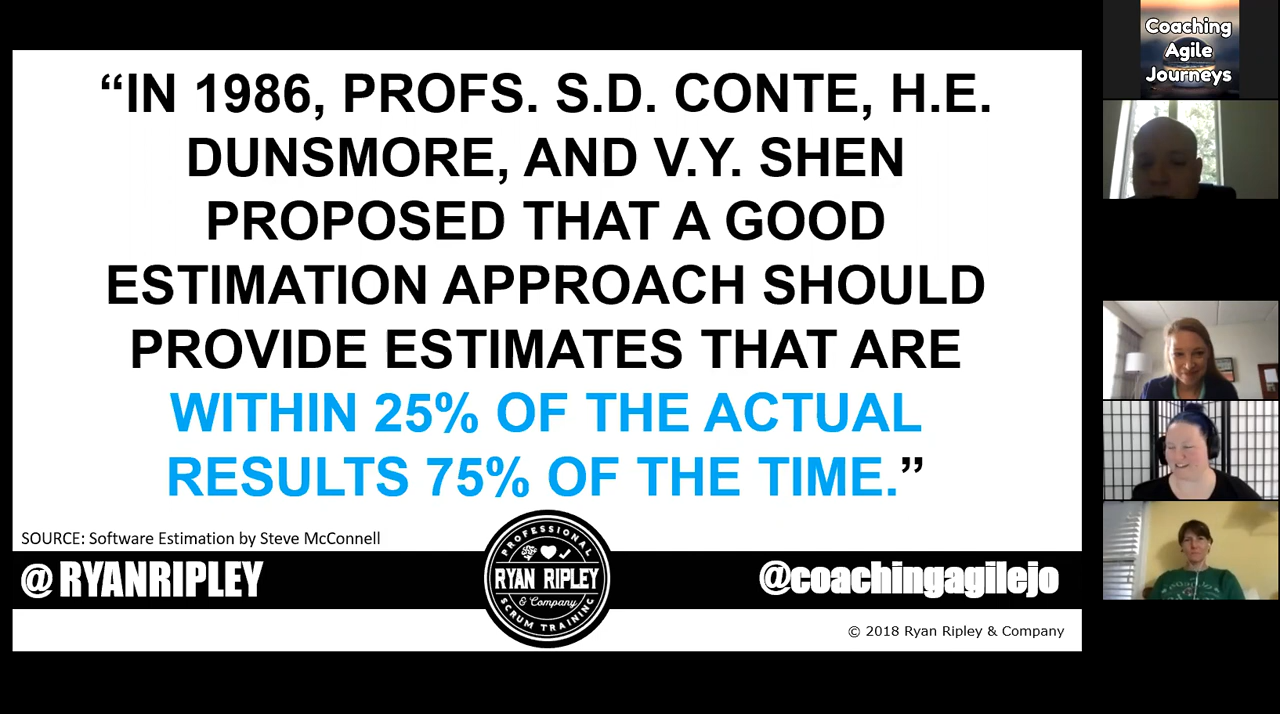 “IN 1986, PROFS. S.D. CONTE, H.E.
DUNSMORE, AND V.Y. SHEN
PROPOSED THAT A GOOD
ESTIMATION APPROACH SHOULD
PROVIDE ESTIMATES THAT ARE
WITHIN 25% OF THE ACTUAL
RESULTS 75% OF THE TIME.”
SOURCE: Software Estimation by Steve McConnell
@RYANRIPLEY
PROFESSIONAL
RYAN RIPLEY
& Company
SCRUM TRAINING
@coachingagilejo
© 2018 Ryan Ripley & Company
Coaching
Agile
Journeys